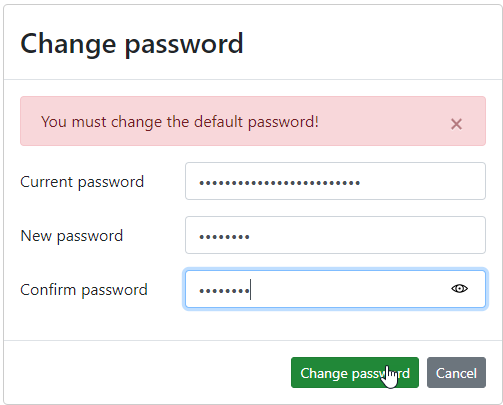 Change password
You must change the default password!
Current password ••••••••••••••••••••••••
New password ••••••••
Confirm password ••••••••
Change password Cancel